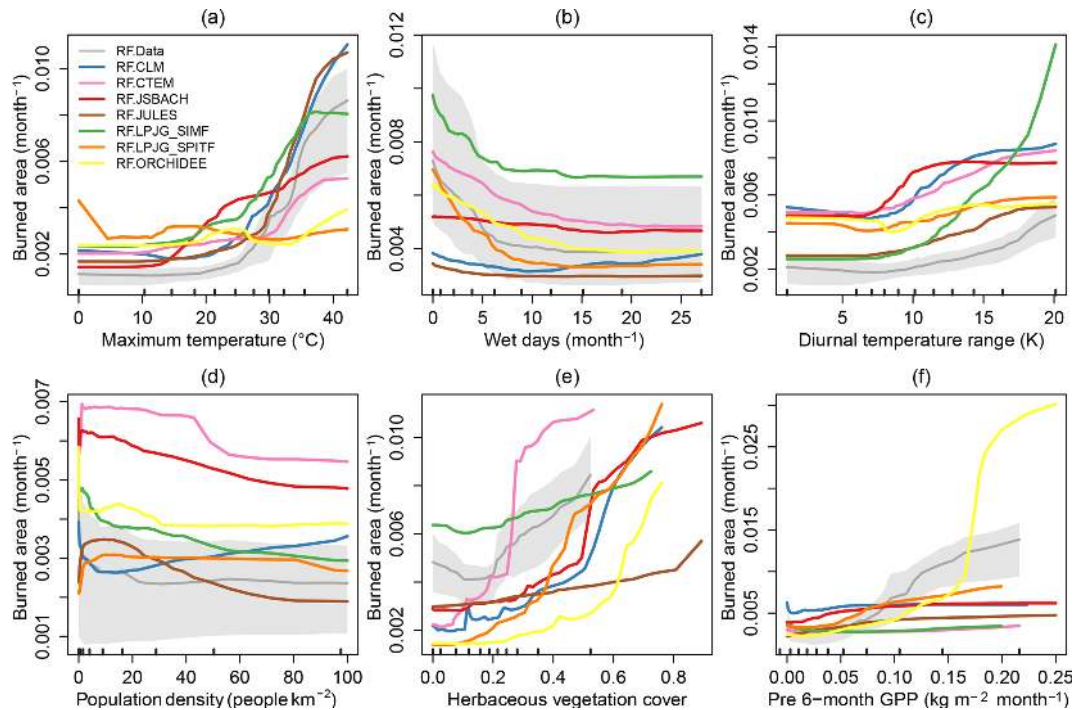 (a)
Burned area (month⁻¹)
0.002 0.006 0.010
RF.Data
RF.CLM
RF.CTEM
RF.JSBACH
RF.JULES
RF.LPJG_SIMF
RF.LPJG_SPITF
RF.ORCHIDEE
0 10 20 30 40
Maximum temperature (°C)
(b)
Burned area (month⁻¹)
0.004 0.008 0.012
0 5 10 15 20 25
Wet days (month⁻¹)
(c)
Burned area (month⁻¹)
0.002 0.006 0.010 0.014
5 10 15 20
Diurnal temperature range (K)
(d)
Burned area (month⁻¹)
0.001 0.003 0.005 0.007
0 20 40 60 80 100
Population density (people km⁻²)
(e)
Burned area (month⁻¹)
0.002 0.006 0.010
0.0 0.2 0.4 0.6 0.8
Herbaceous vegetation cover
(f)
Burned area (month⁻¹)
0.005 0.015 0.025
0.00 0.05 0.10 0.15 0.20 0.25
Pre 6−month GPP (kg m⁻² month⁻¹)